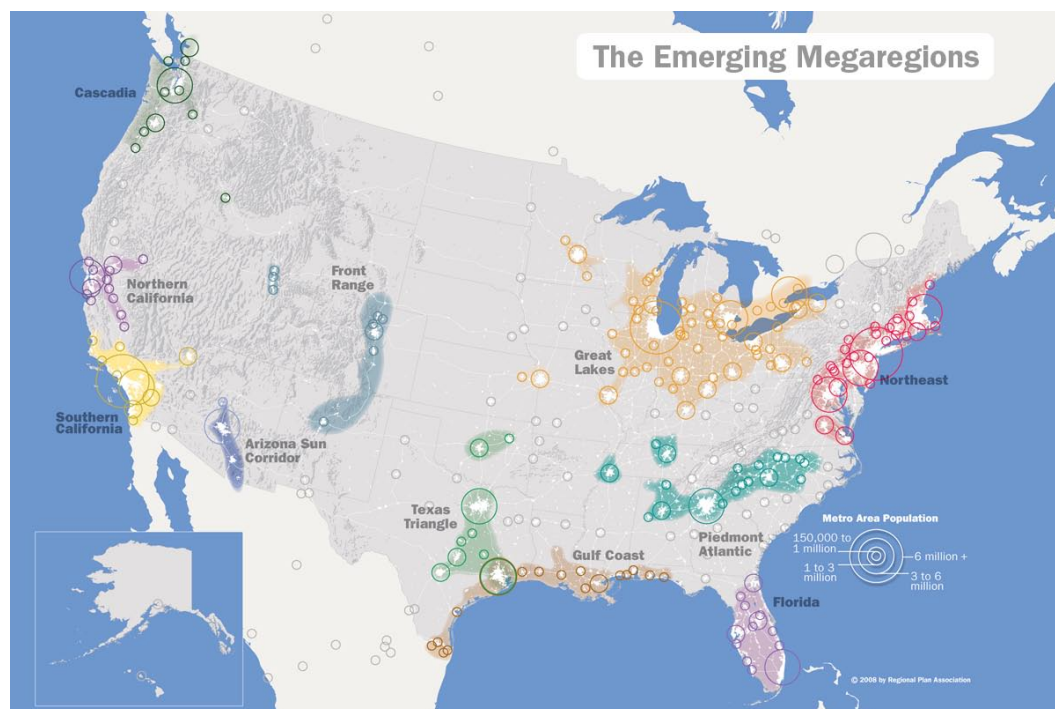 The Emerging Megaregions
Cascadia
Northern
California
Front
Range
Great
Lakes
Northeast
Southern
California
Arizona Sun
Corridor
Texas
Triangle
Gulf Coast
Piedmont
Atlantic
Florida
Metro Area Population
150,000 to
1 million
6 million +
1 to 3
million
3 to 6
million
© 2008 by Regional Plan Association